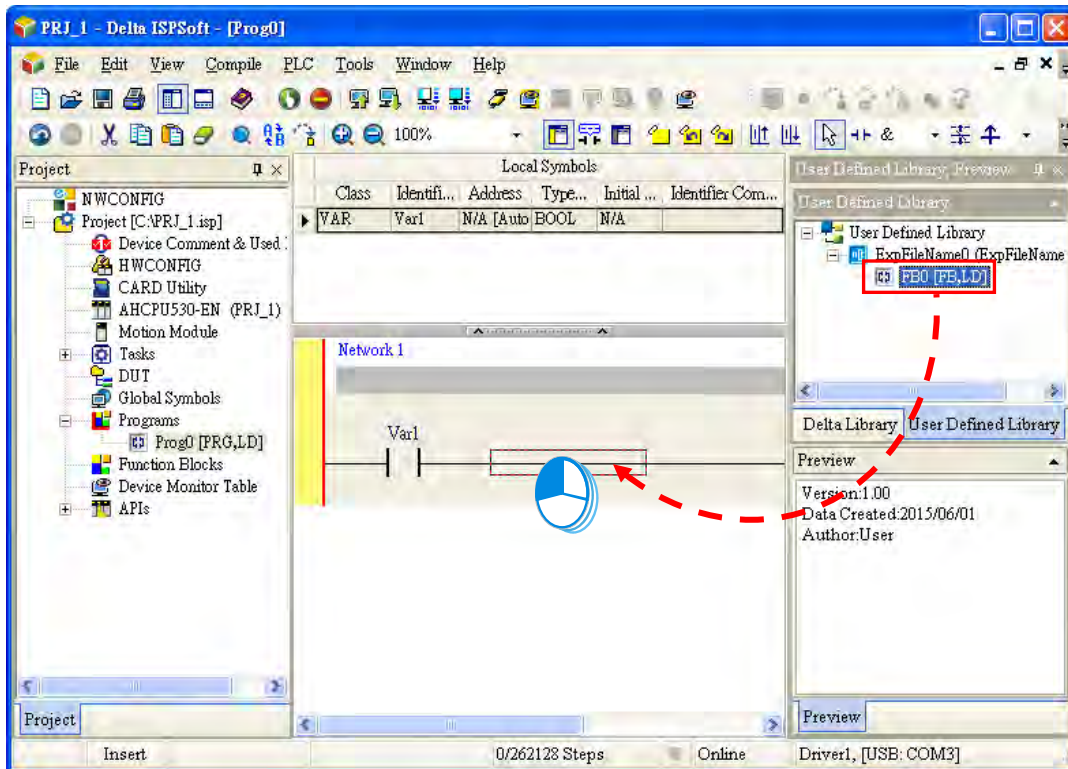 PRJ_1 - Delta ISPSoft - [Prog0]
File Edit View Compile PLC Tools Window Help
100%
Project
NWCONFIG
Project [C:\PRJ_1.isp]
Device Comment & Used
HWCONFIG
CARD Utility
AHCPU530-EN (PRJ_1)
Motion Module
Tasks
DUT
Global Symbols
Programs
Prog0 [PRG,LD]
Function Blocks
Device Monitor Table
APIs
Project
Local Symbols
Class Identifi... Address Type... Initial ... Identifier Com...
VAR Var1 N/A [Auto BOOL N/A
Network 1
Var1
User Defined Library, Preview
User Defined Library
User Defined Library
ExpFileName0 (ExpFileName
FB0 [FB,LD]
Delta Library User Defined Library
Preview
Version:1.00
Data Created:2015/06/01
Author:User
Preview
Insert 0/262128 Steps Online Driver1, [USB: COM3]